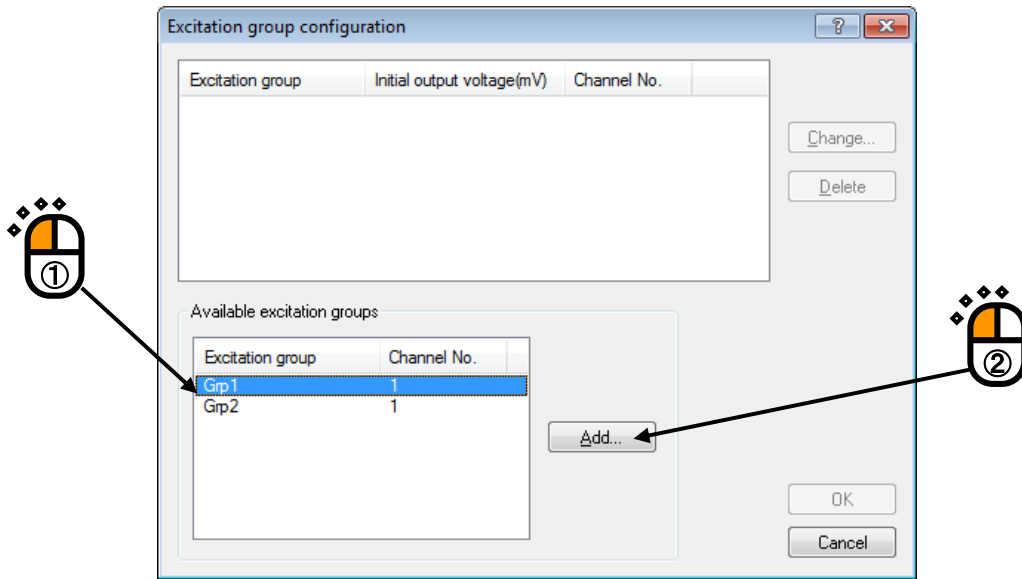 Excitation group configuration
?
Excitation group Initial output voltage(mV) Channel No.
Change...
Delete
①
Available excitation groups
Excitation group Channel No.
Grp1 1
Grp2 1
②
Add...
OK
Cancel